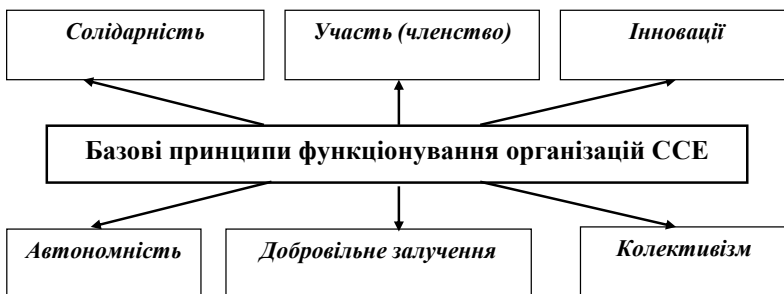 Солідарність
Участь (членство)
Інновації
Базові принципи функціонування організацій ССЕ
Автономність
Добровільне залучення
Колективізм